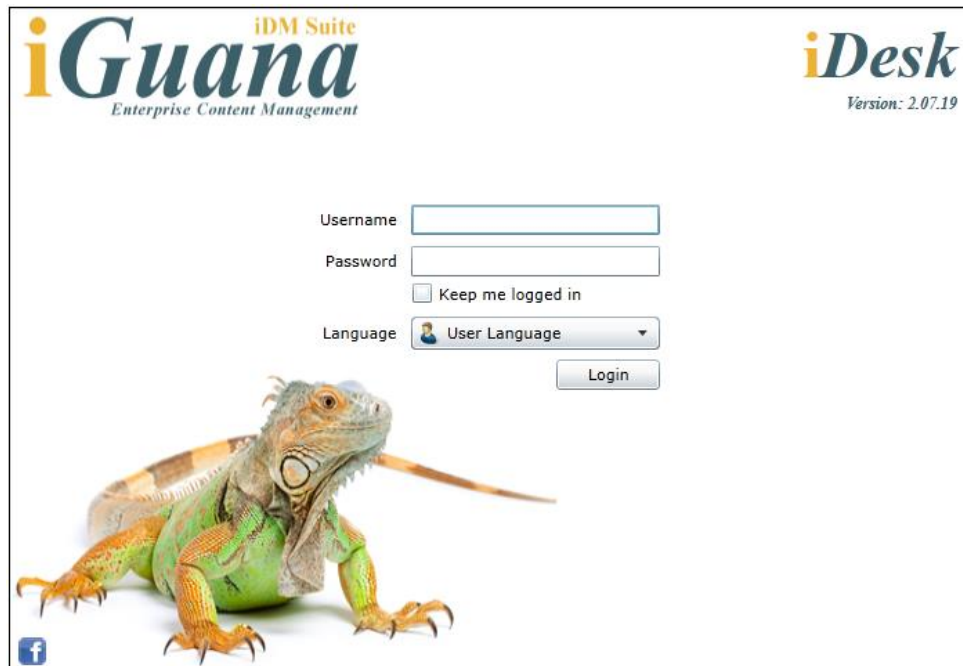 iDM Suite
iGuana
Enterprise Content Management
iDesk
Version: 2.07.19
Username
Password
Keep me logged in
Language User Language
Login
f